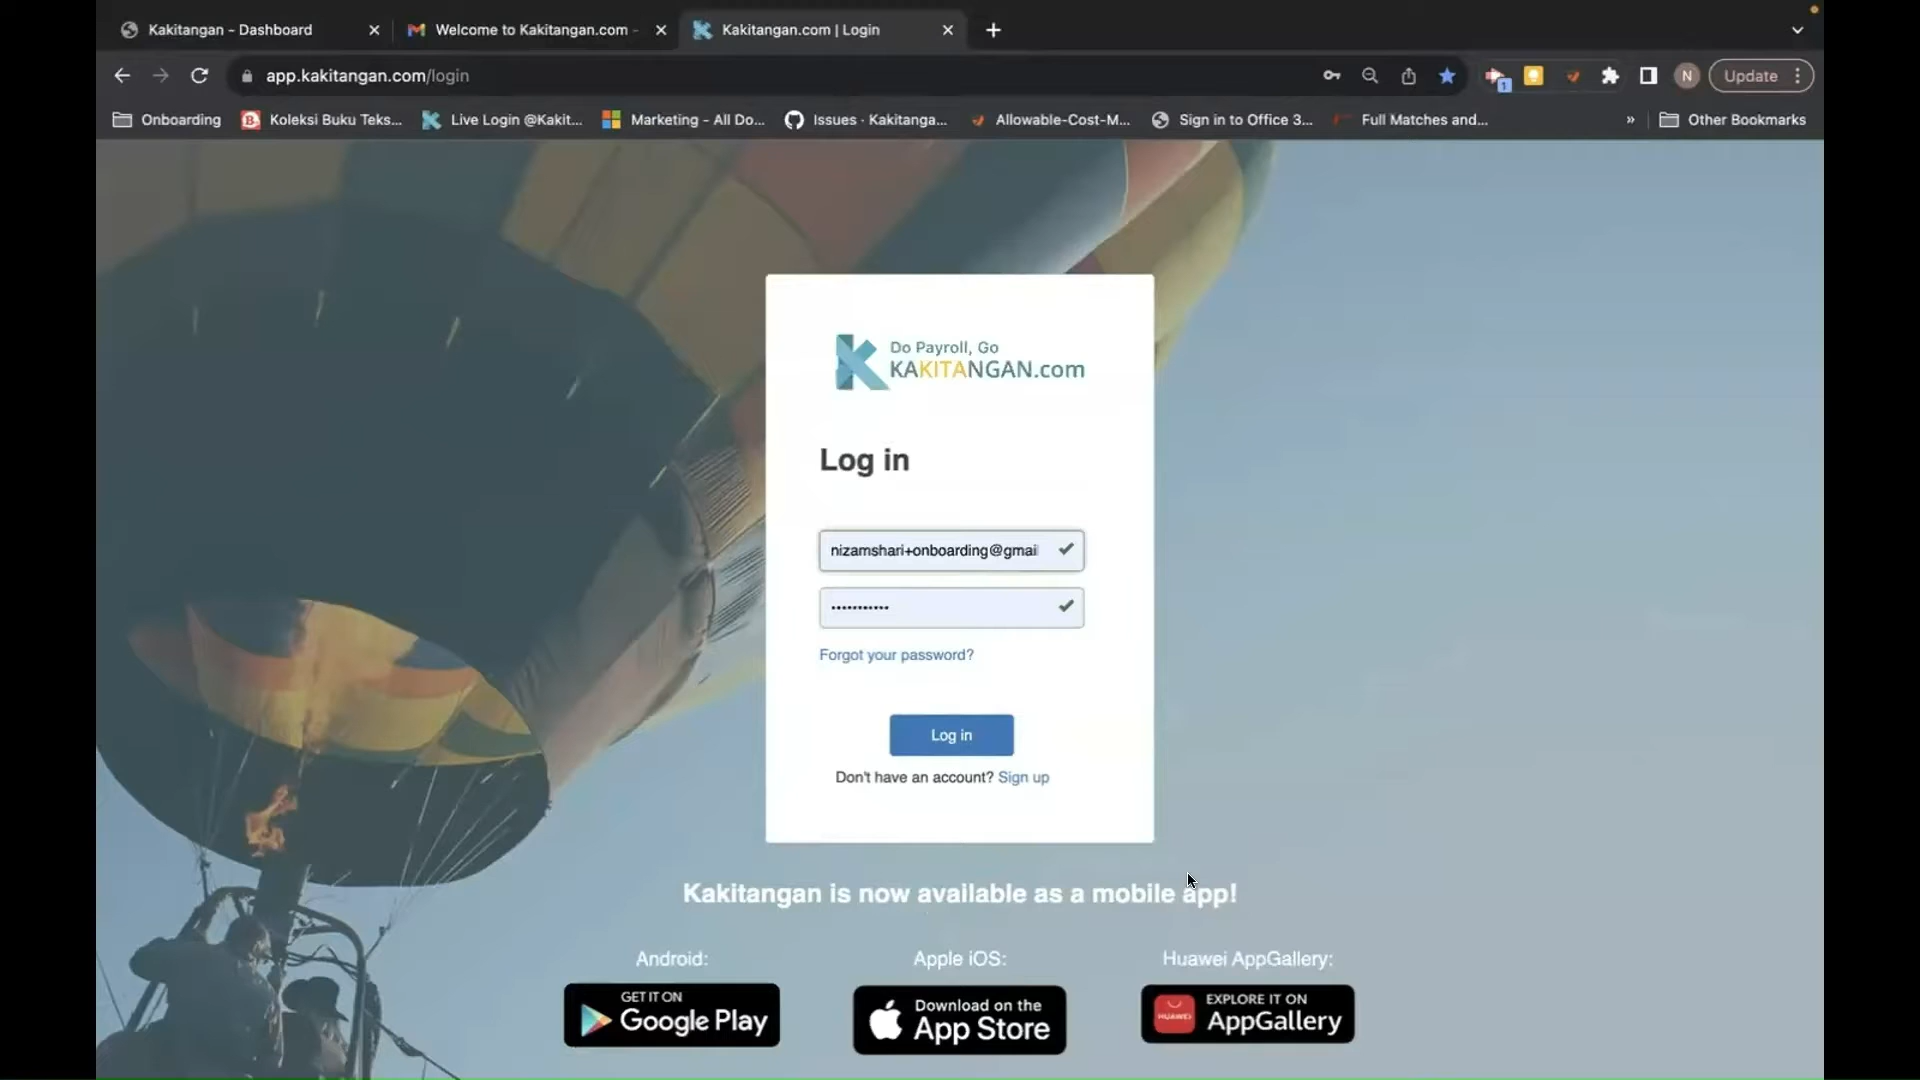 Kakitangan - Dashboard
Welcome to Kakitangan.com -
Kakitangan.com | Login
app.kakitangan.com/login
1
N
Update
Onboarding
Koleksi Buku Teks...
Live Login @Kakit...
Marketing - All Do...
Issues · Kakitanga...
Allowable-Cost-M...
Sign in to Office 3...
Full Matches and...
»
Other Bookmarks
Do Payroll, Go
KAKITANGAN.com
Log in
nizamshari+onboarding@gmai
Forgot your password?
Log in
Don't have an account? Sign up
Kakitangan is now available as a mobile app!
Android:
Apple iOS:
Huawei AppGallery:
GET IT ON
Google Play
Download on the
App Store
HUAWEI
EXPLORE IT ON
AppGallery